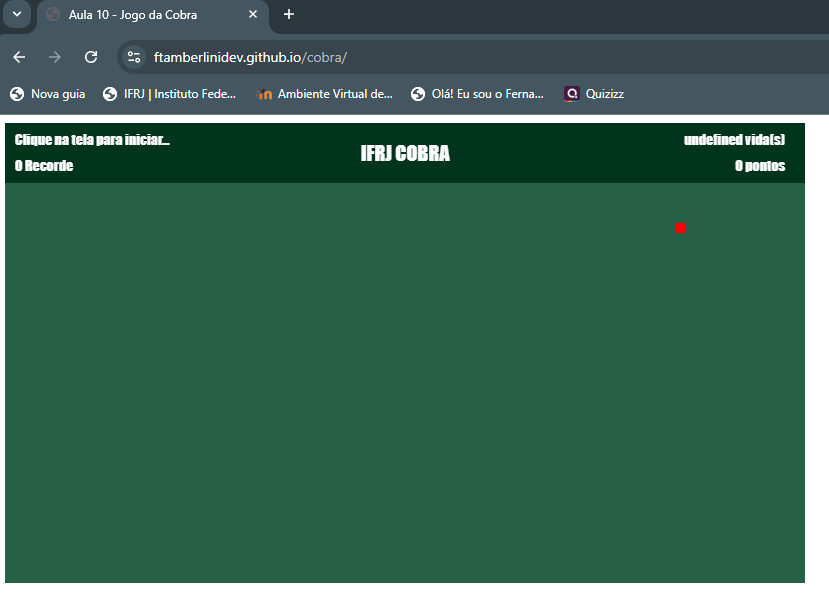 Aula 10 - Jogo da Cobra
ftamberlinidev.github.io/cobra/
Nova guia IFRJ | Instituto Fede... Ambiente Virtual de... Olá! Eu sou o Ferna... Quizizz
Clique na tela para iniciar... undefined vida(s)
IFRJ COBRA
0 Recorde 0 pontos